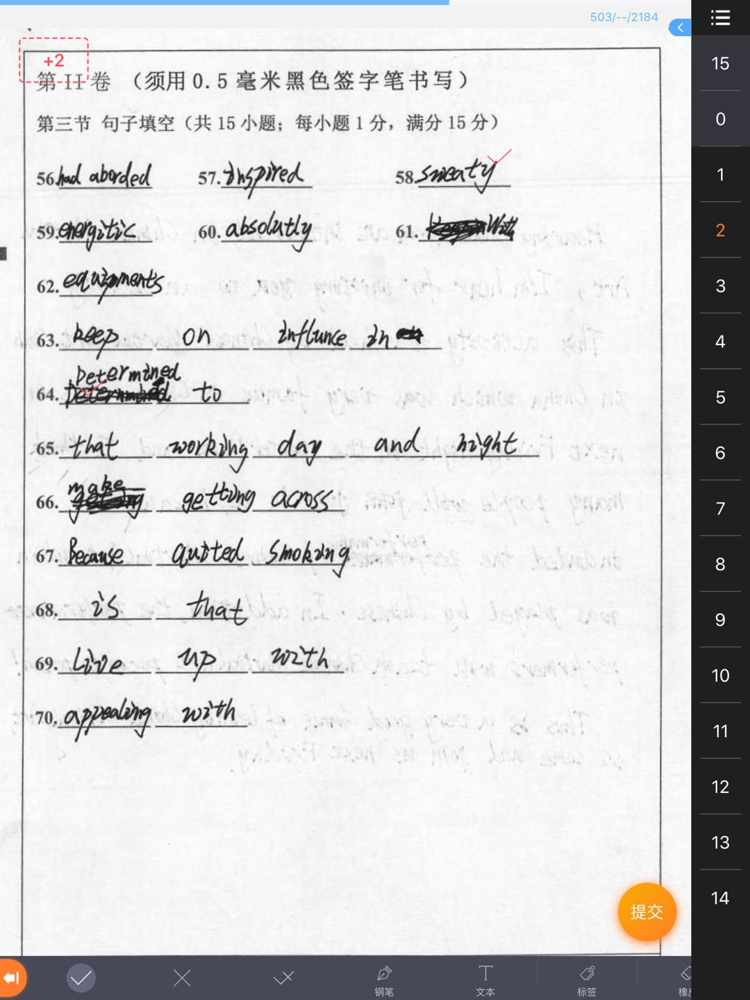 503/--/2184
+2
第 II 卷 （须用 0.5 毫米黑色签字笔书写）
第三节 句子填空（共 15 小题；每小题 1 分，满分 15 分）
56. had aborded 57. inspired 58. sweaty
59. energitic 60. absolutly 61. With
62. equipments
63. keep on influnce in
64. Determined to
65. that working day and night
66. make getting across
67. Because quited smoking
68. is that
69. Live up with
70. appealing with
15
0
1
2
3
4
5
6
7
8
9
10
11
12
13
14
提交
钢笔 文本 标签